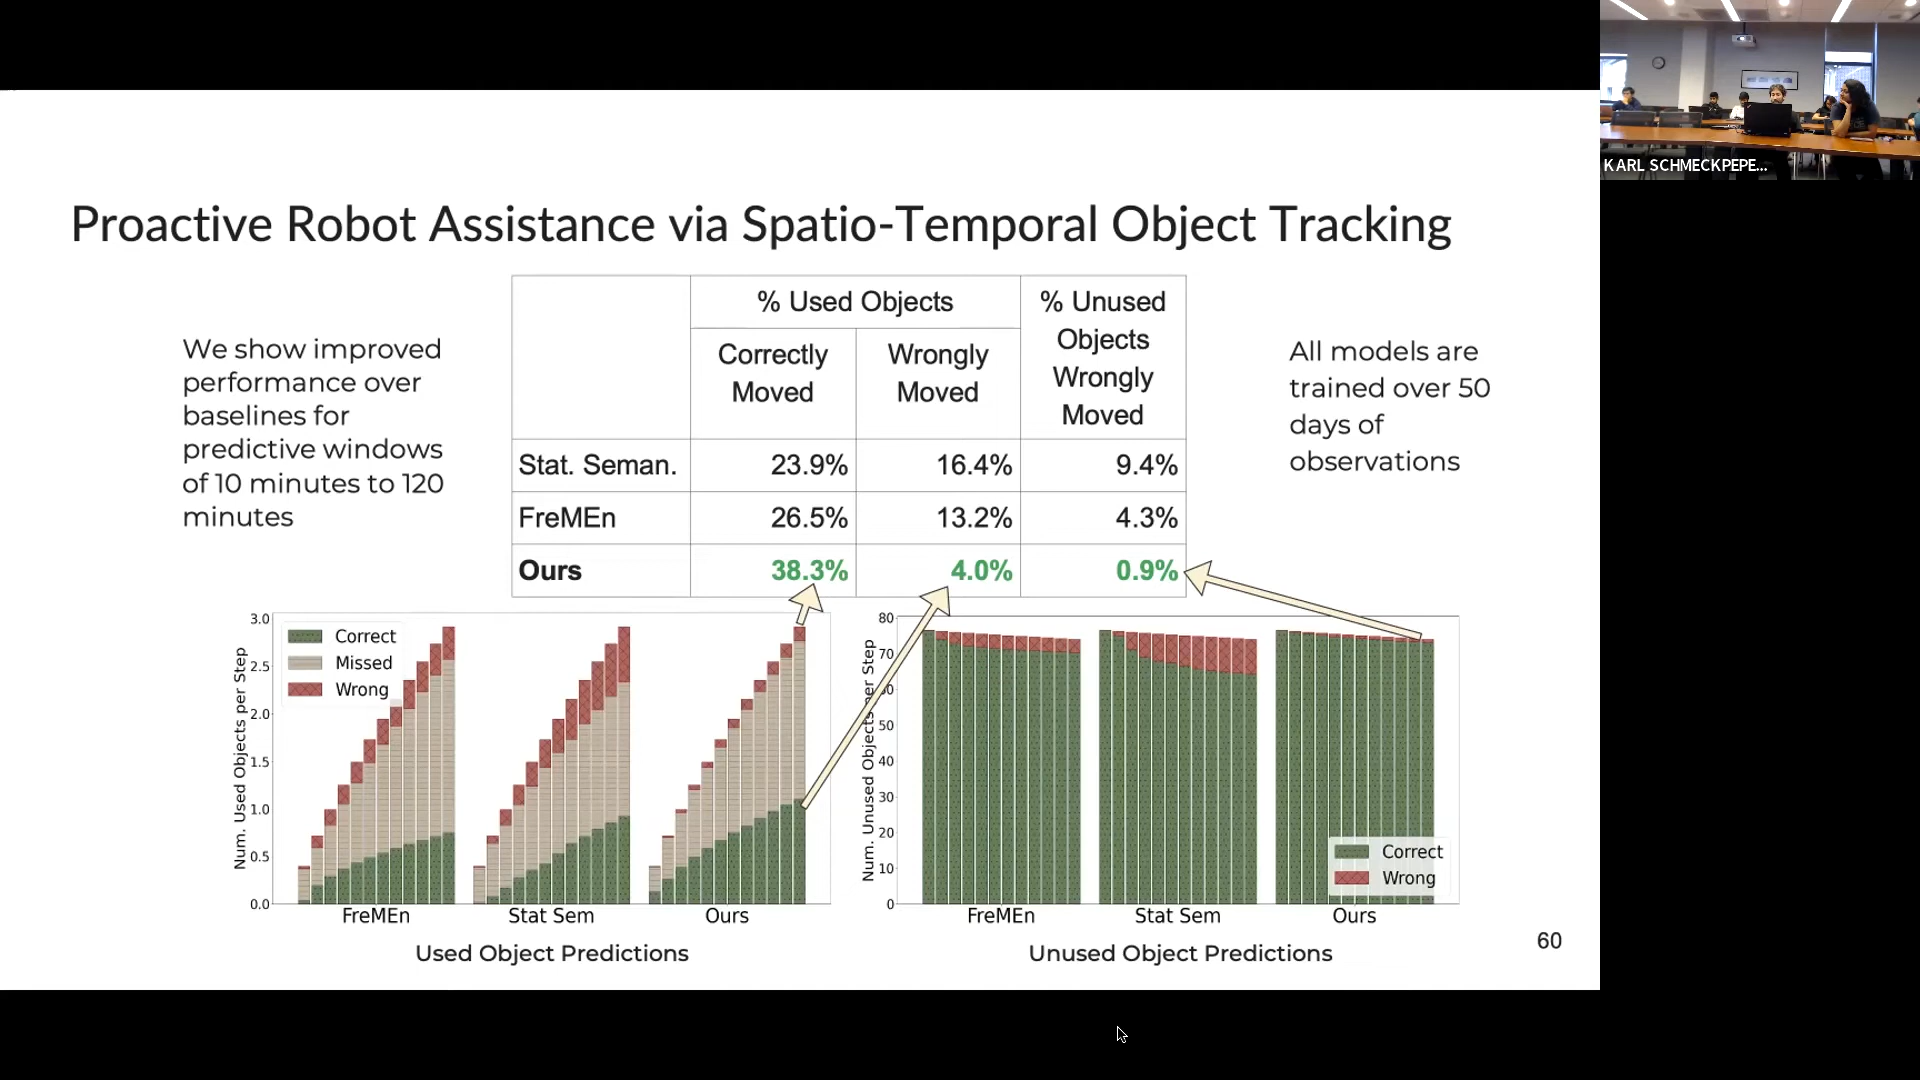 KARL SCHMECKPEPE...
Proactive Robot Assistance via Spatio-Temporal Object Tracking
We show improved
performance over
baselines for
predictive windows
of 10 minutes to 120
minutes
% Used Objects
% Unused
Objects
Wrongly
Moved
Correctly
Moved
Wrongly
Moved
Stat. Seman. 23.9% 16.4% 9.4%
FreMEn 26.5% 13.2% 4.3%
Ours 38.3% 4.0% 0.9%
All models are
trained over 50
days of
observations
Num. Used Objects per Step
3.0
2.5
2.0
1.5
1.0
0.5
0.0
Correct
Missed
Wrong
FreMEn Stat Sem Ours
Used Object Predictions
Num. Unused Objects per Step
80
70
60
50
40
30
20
10
0
Correct
Wrong
FreMEn Stat Sem Ours
Unused Object Predictions
60